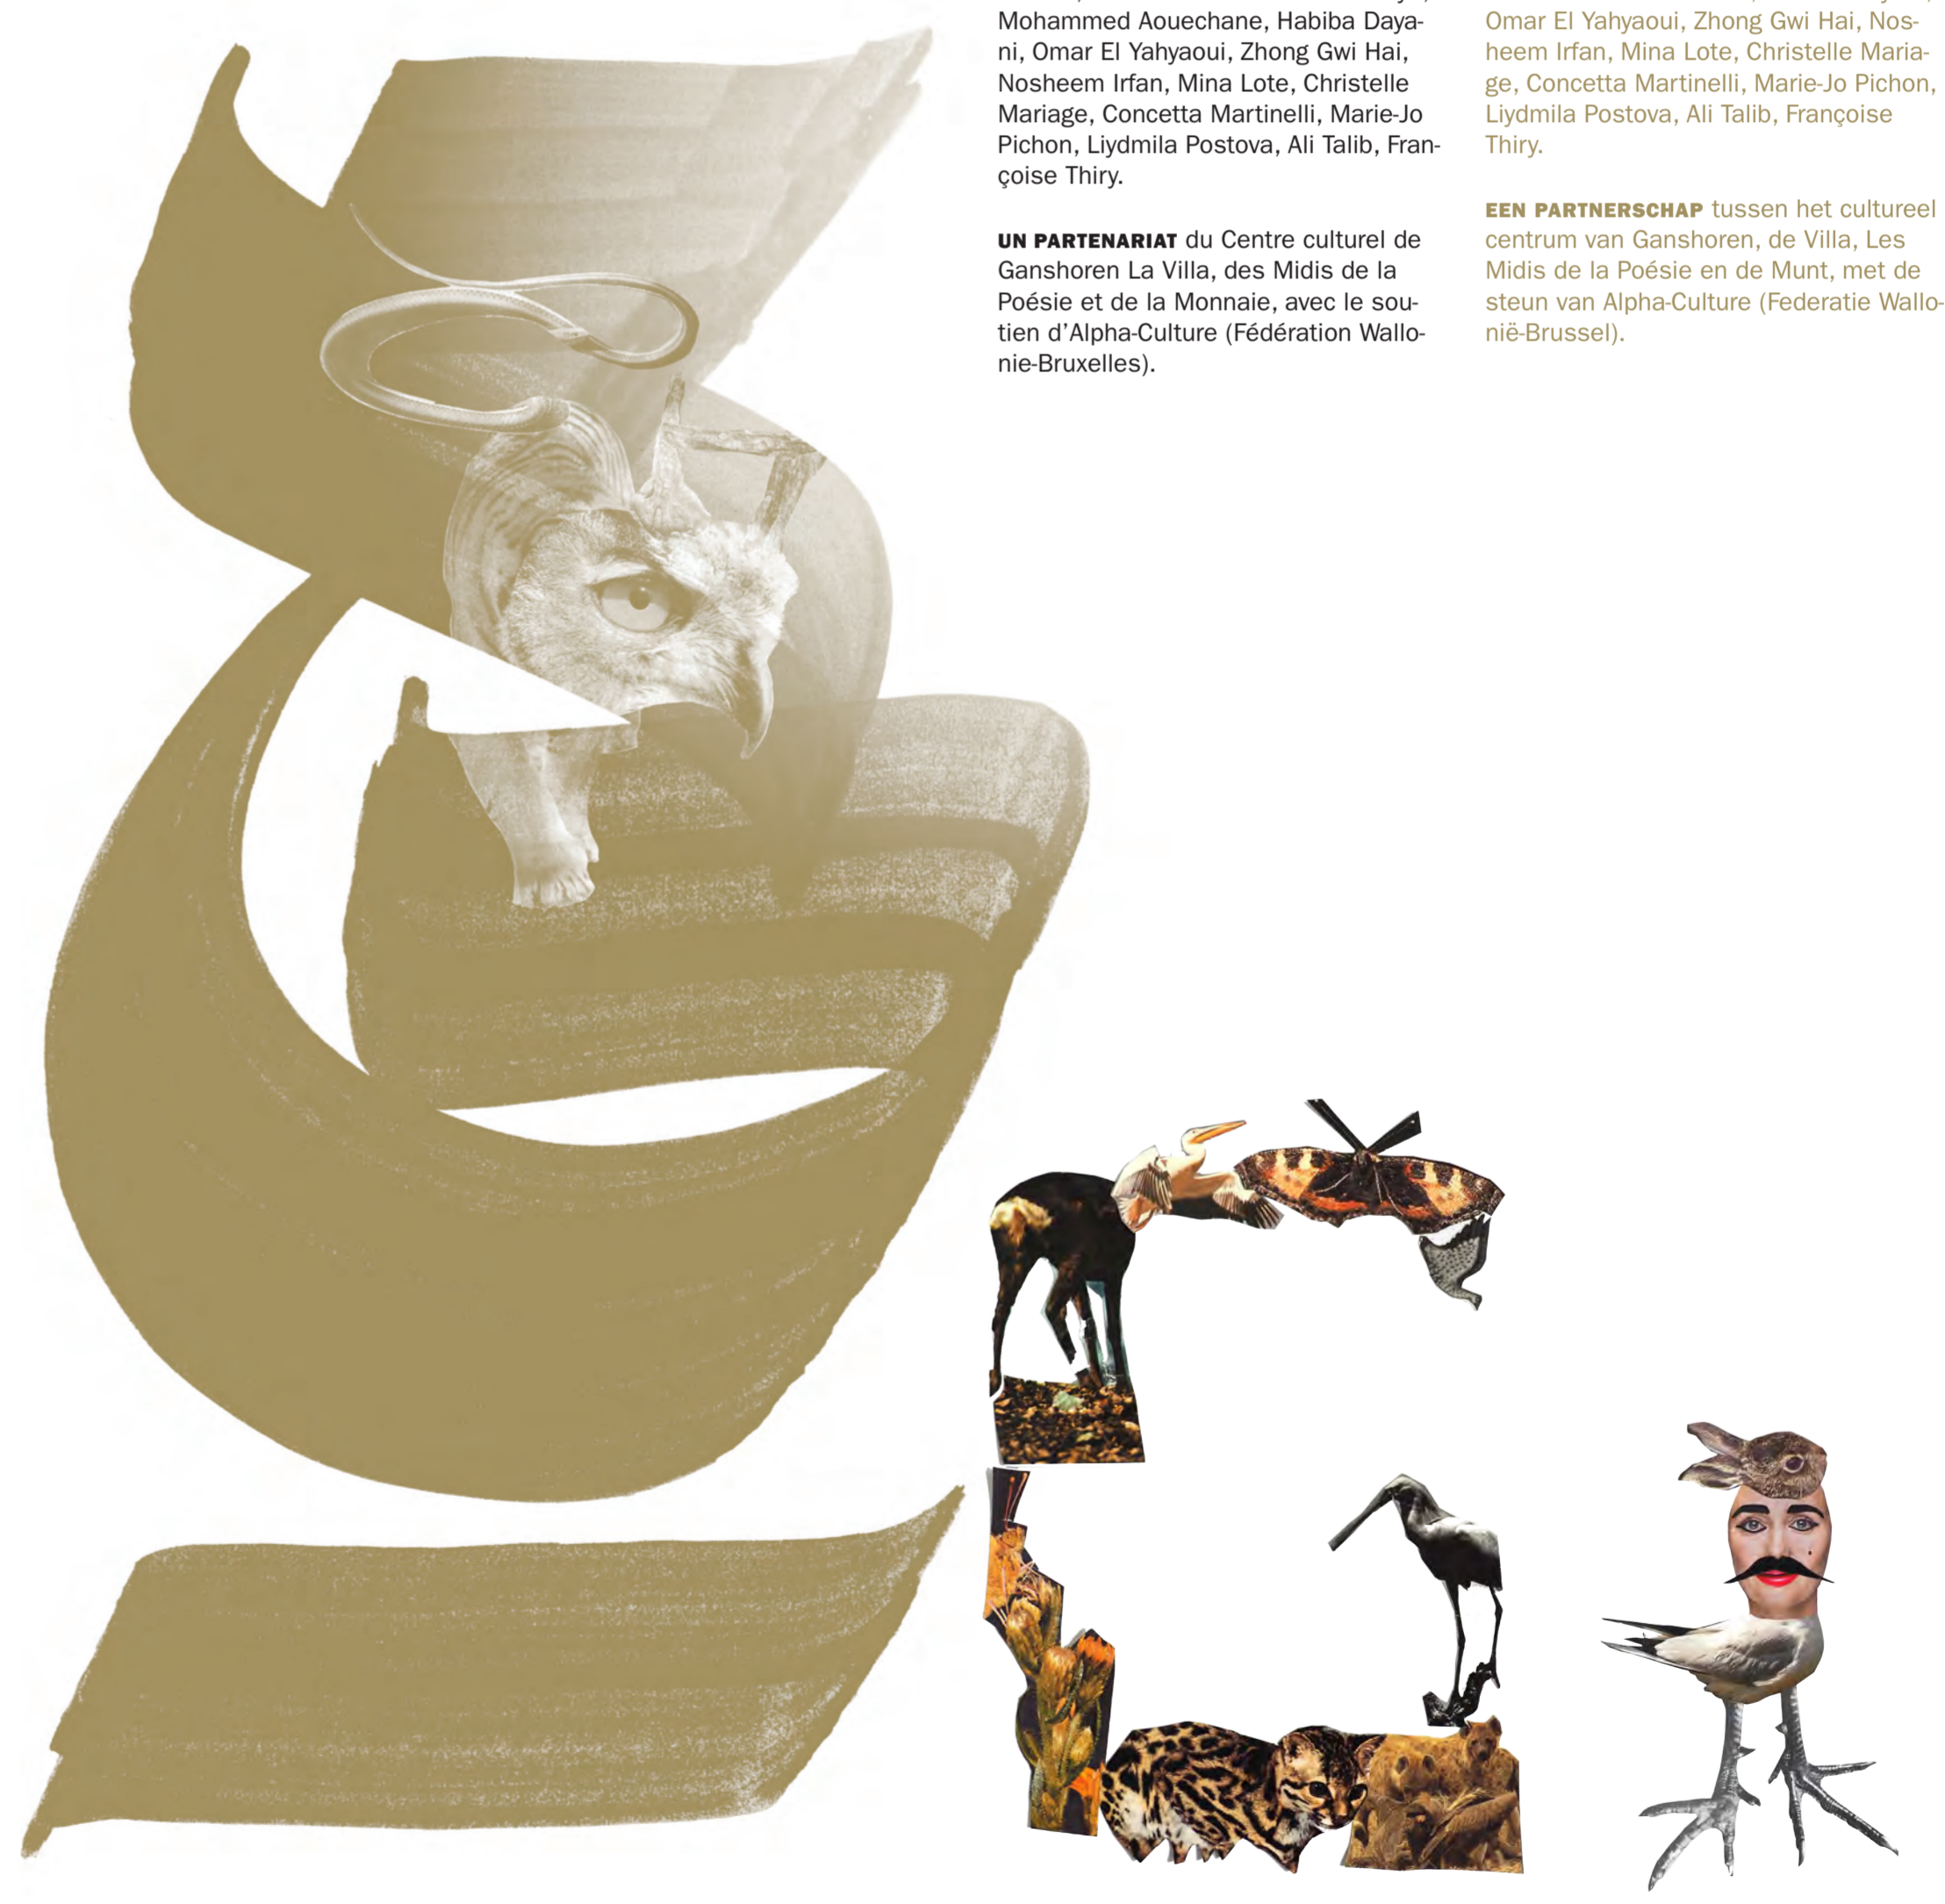 Mohammed Aouechane, Habiba Daya-
ni, Omar El Yahyaoui, Zhong Gwi Hai,
Nosheem Irfan, Mina Lote, Christelle
Mariage, Concetta Martinelli, Marie-Jo
Pichon, Liydmila Postova, Ali Talib, Fran-
çoise Thiry.
UN PARTENARIAT du Centre culturel de
Ganshoren La Villa, des Midis de la
Poésie et de la Monnaie, avec le sou-
tien d’Alpha-Culture (Fédération Wallo-
nie-Bruxelles).
Omar El Yahyaoui, Zhong Gwi Hai, Nos-
heem Irfan, Mina Lote, Christelle Maria-
ge, Concetta Martinelli, Marie-Jo Pichon,
Liydmila Postova, Ali Talib, Françoise
Thiry.
EEN PARTNERSCHAP tussen het cultureel
centrum van Ganshoren, de Villa, Les
Midis de la Poésie en de Munt, met de
steun van Alpha-Culture (Federatie Wallo-
nië-Brussel).